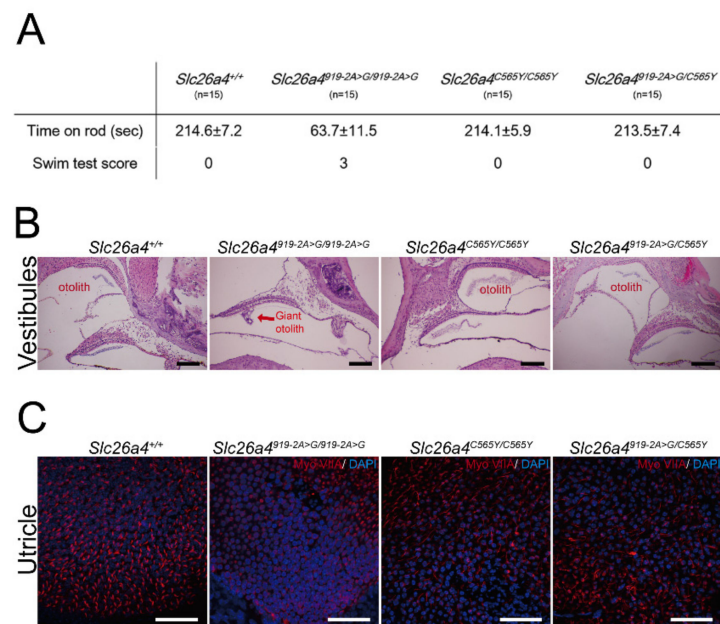 A
Slc26a4+/+ Slc26a4919-2A>G/919-2A>G Slc26a4C565Y/C565Y Slc26a4919-2A>G/C565Y
(n=15) (n=15) (n=15) (n=15)
Time on rod (sec) 214.6±7.2 63.7±11.5 214.1±5.9 213.5±7.4
Swim test score 0 3 0 0
B
Slc26a4+/+ Slc26a4919-2A>G/919-2A>G Slc26a4C565Y/C565Y Slc26a4919-2A>G/C565Y
Vestibules
otolith
Giant
otolith
otolith
otolith
C
Slc26a4+/+ Slc26a4919-2A>G/919-2A>G Slc26a4C565Y/C565Y Slc26a4919-2A>G/C565Y
Utricle
Myo VIIA/ DAPI Myo VIIA/ DAPI Myo VIIA/ DAPI